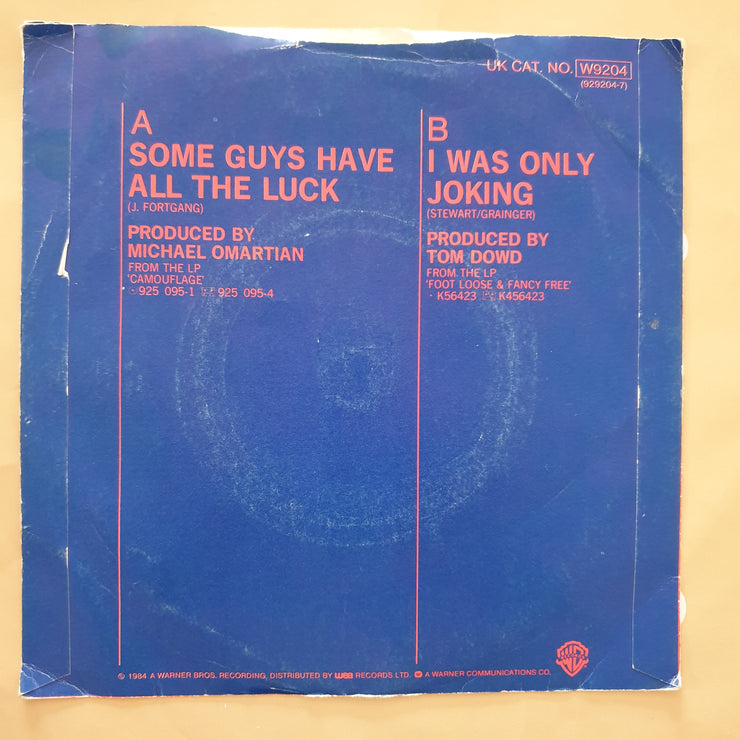 UK CAT. NO. W9204
(929204-7)
A
SOME GUYS HAVE
ALL THE LUCK
(J. FORTGANG)
PRODUCED BY
MICHAEL OMARTIAN
FROM THE LP
'CAMOUFLAGE'
925 095-1 925 095-4
B
I WAS ONLY
JOKING
(STEWART/GRAINGER)
PRODUCED BY
TOM DOWD
FROM THE LP
'FOOT LOOSE & FANCY FREE'
K56423 K456423
℗ 1984 A WARNER BROS. RECORDING, DISTRIBUTED BY wea RECORDS LTD. A WARNER COMMUNICATIONS CO.